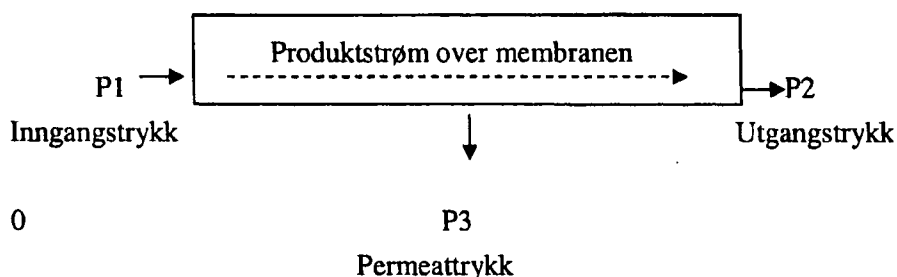 Produktstrøm over membranen
P1 P2
Inngangstrykk Utgangstrykk
0 P3
Permeattrykk